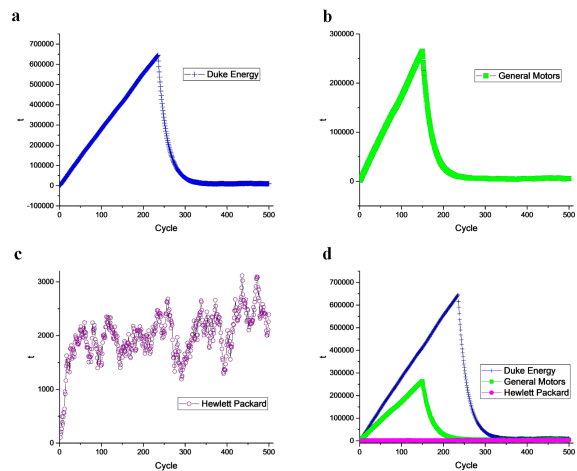 a
700000
600000
500000
400000
300000
200000
100000
0
-100000
t
0 100 200 300 400 500
Cycle
Duke Energy
b
300000
200000
100000
0
t
0 100 200 300 400 500
Cycle
General Motors
c
3000
2000
1000
0
t
0 100 200 300 400 500
Cycle
Hewlett Packard
d
700000
600000
500000
400000
300000
200000
100000
0
t
0 100 200 300 400 500
Cycle
Duke Energy
General Motors
Hewlett Packard